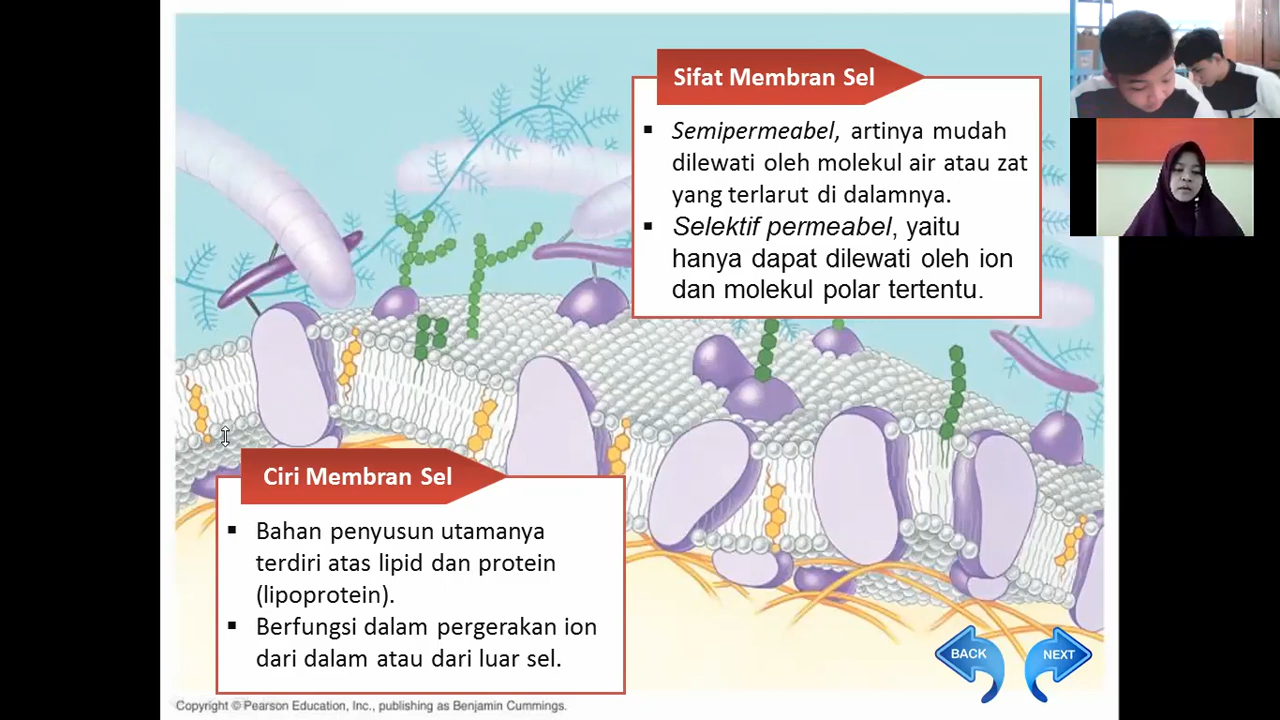 Sifat Membran Sel
▪ Semipermeabel, artinya mudah
dilewati oleh molekul air atau zat
yang terlarut di dalamnya.
▪ Selektif permeabel, yaitu
hanya dapat dilewati oleh ion
dan molekul polar tertentu.
Ciri Membran Sel
▪ Bahan penyusun utamanya
terdiri atas lipid dan protein
(lipoprotein).
▪ Berfungsi dalam pergerakan ion
dari dalam atau dari luar sel.
BACK
NEXT
Copyright © Pearson Education, Inc., publishing as Benjamin Cummings.